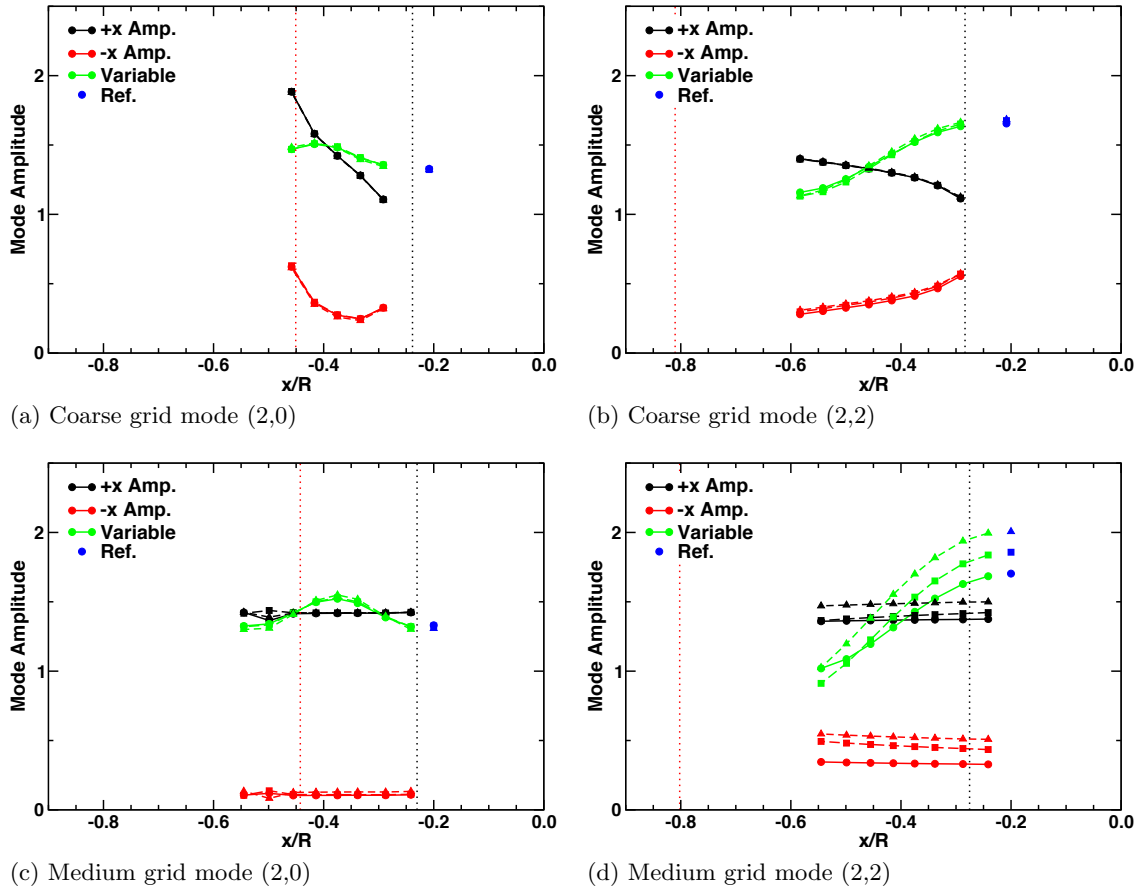 +x Amp.
-x Amp.
Variable
Ref.
Mode Amplitude
2
1
0
-0.8
-0.6
-0.4
-0.2
0.0
x/R
(a) Coarse grid mode (2,0)
+x Amp.
-x Amp.
Variable
Ref.
Mode Amplitude
2
1
0
-0.8
-0.6
-0.4
-0.2
0.0
x/R
(b) Coarse grid mode (2,2)
+x Amp.
-x Amp.
Variable
Ref.
Mode Amplitude
2
1
0
-0.8
-0.6
-0.4
-0.2
0.0
x/R
(c) Medium grid mode (2,0)
+x Amp.
-x Amp.
Variable
Ref.
Mode Amplitude
2
1
0
-0.8
-0.6
-0.4
-0.2
0.0
x/R
(d) Medium grid mode (2,2)